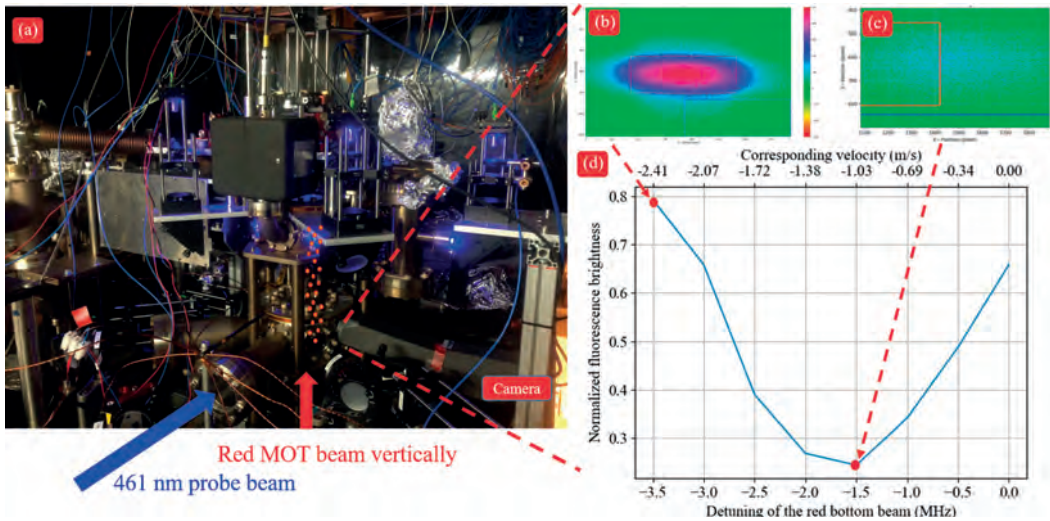 (a)
Camera
Red MOT beam vertically
461 nm probe beam
(b)
(c)
(d)
Corresponding velocity (m/s)
-2.41 -2.07 -1.72 -1.38 -1.03 -0.69 -0.34 0.00
Normalized fluorescence brightness
0.8
0.7
0.6
0.5
0.4
0.3
-3.5 -3.0 -2.5 -2.0 -1.5 -1.0 -0.5 0.0
Detuning of the red bottom beam (MHz)